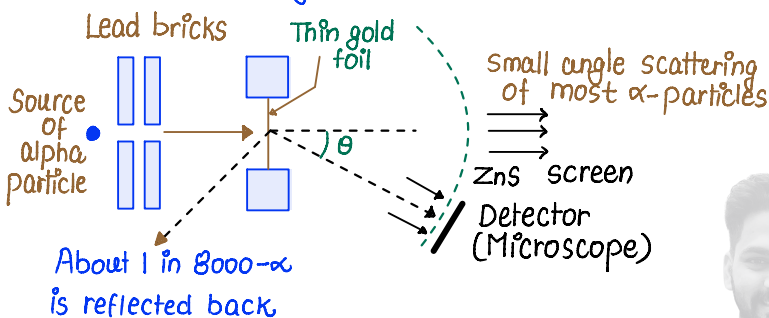 Lead bricks
Thin gold
foil
Small angle scattering
of most α-particles
Source
of
alpha
particle
θ
ZnS screen
Detector
(Microscope)
About 1 in 8000-α
is reflected back